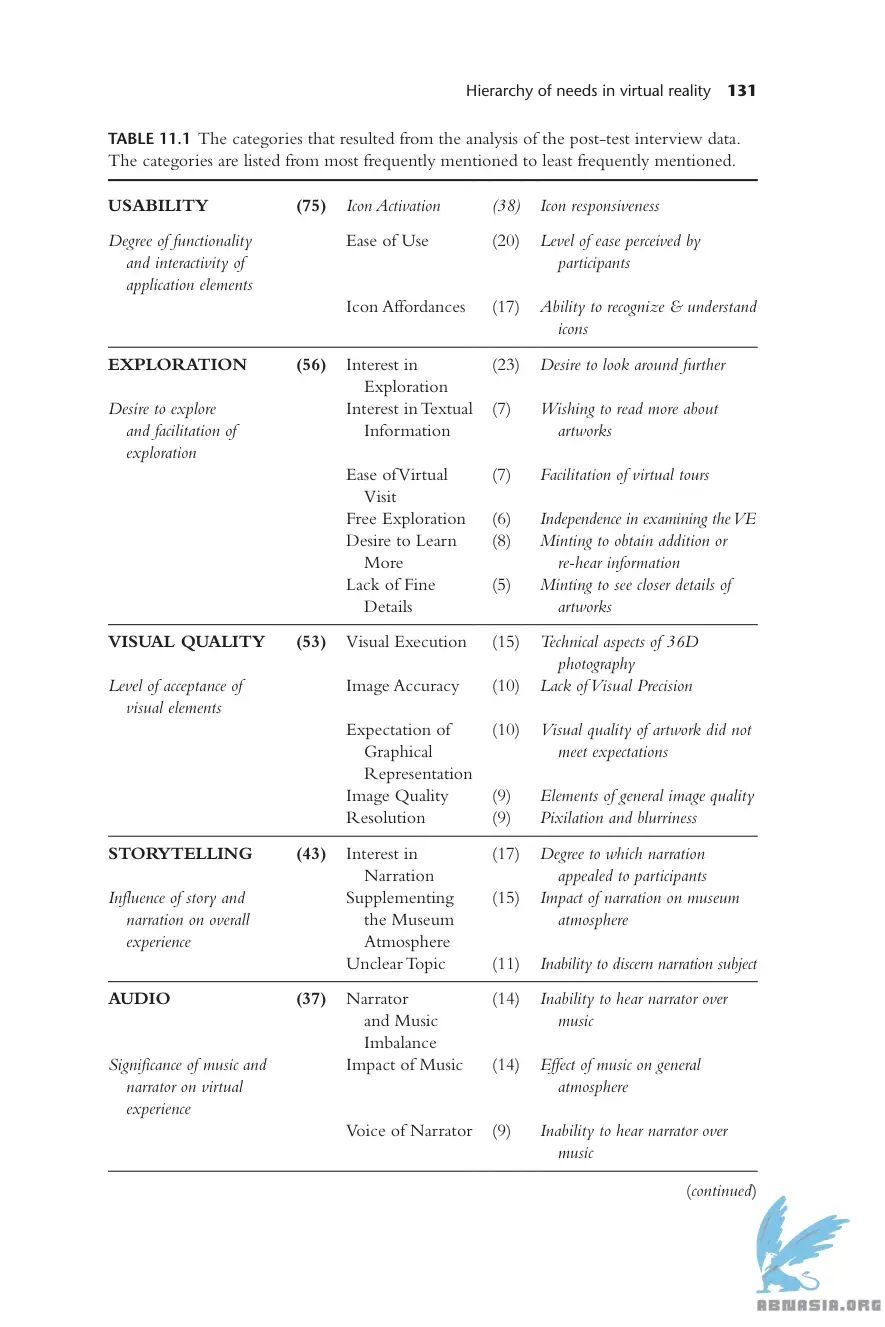 Hierarchy of needs in virtual reality 131
TABLE 11.1 The categories that resulted from the analysis of the post-test interview data.
The categories are listed from most frequently mentioned to least frequently mentioned.
USABILITY (75) Icon Activation (38) Icon responsiveness
Degree of functionality Ease of Use (20) Level of ease perceived by
and interactivity of participants
application elements
Icon Affordances (17) Ability to recognize & understand
icons
EXPLORATION (56) Interest in (23) Desire to look around further
Exploration
Desire to explore Interest in Textual (7) Wishing to read more about
and facilitation of Information artworks
exploration
Ease of Virtual (7) Facilitation of virtual tours
Visit
Free Exploration (6) Independence in examining the VE
Desire to Learn (8) Minting to obtain addition or
More re-hear information
Lack of Fine (5) Minting to see closer details of
Details artworks
VISUAL QUALITY (53) Visual Execution (15) Technical aspects of 36D
photography
Level of acceptance of Image Accuracy (10) Lack of Visual Precision
visual elements
Expectation of (10) Visual quality of artwork did not
Graphical meet expectations
Representation
Image Quality (9) Elements of general image quality
Resolution (9) Pixilation and blurriness
STORYTELLING (43) Interest in (17) Degree to which narration
Narration appealed to participants
Influence of story and Supplementing (15) Impact of narration on museum
narration on overall the Museum atmosphere
experience Atmosphere
Unclear Topic (11) Inability to discern narration subject
AUDIO (37) Narrator (14) Inability to hear narrator over
and Music music
Imbalance
Significance of music and Impact of Music (14) Effect of music on general
narrator on virtual atmosphere
experience
Voice of Narrator (9) Inability to hear narrator over
music
(continued)
ABNASIA.ORG